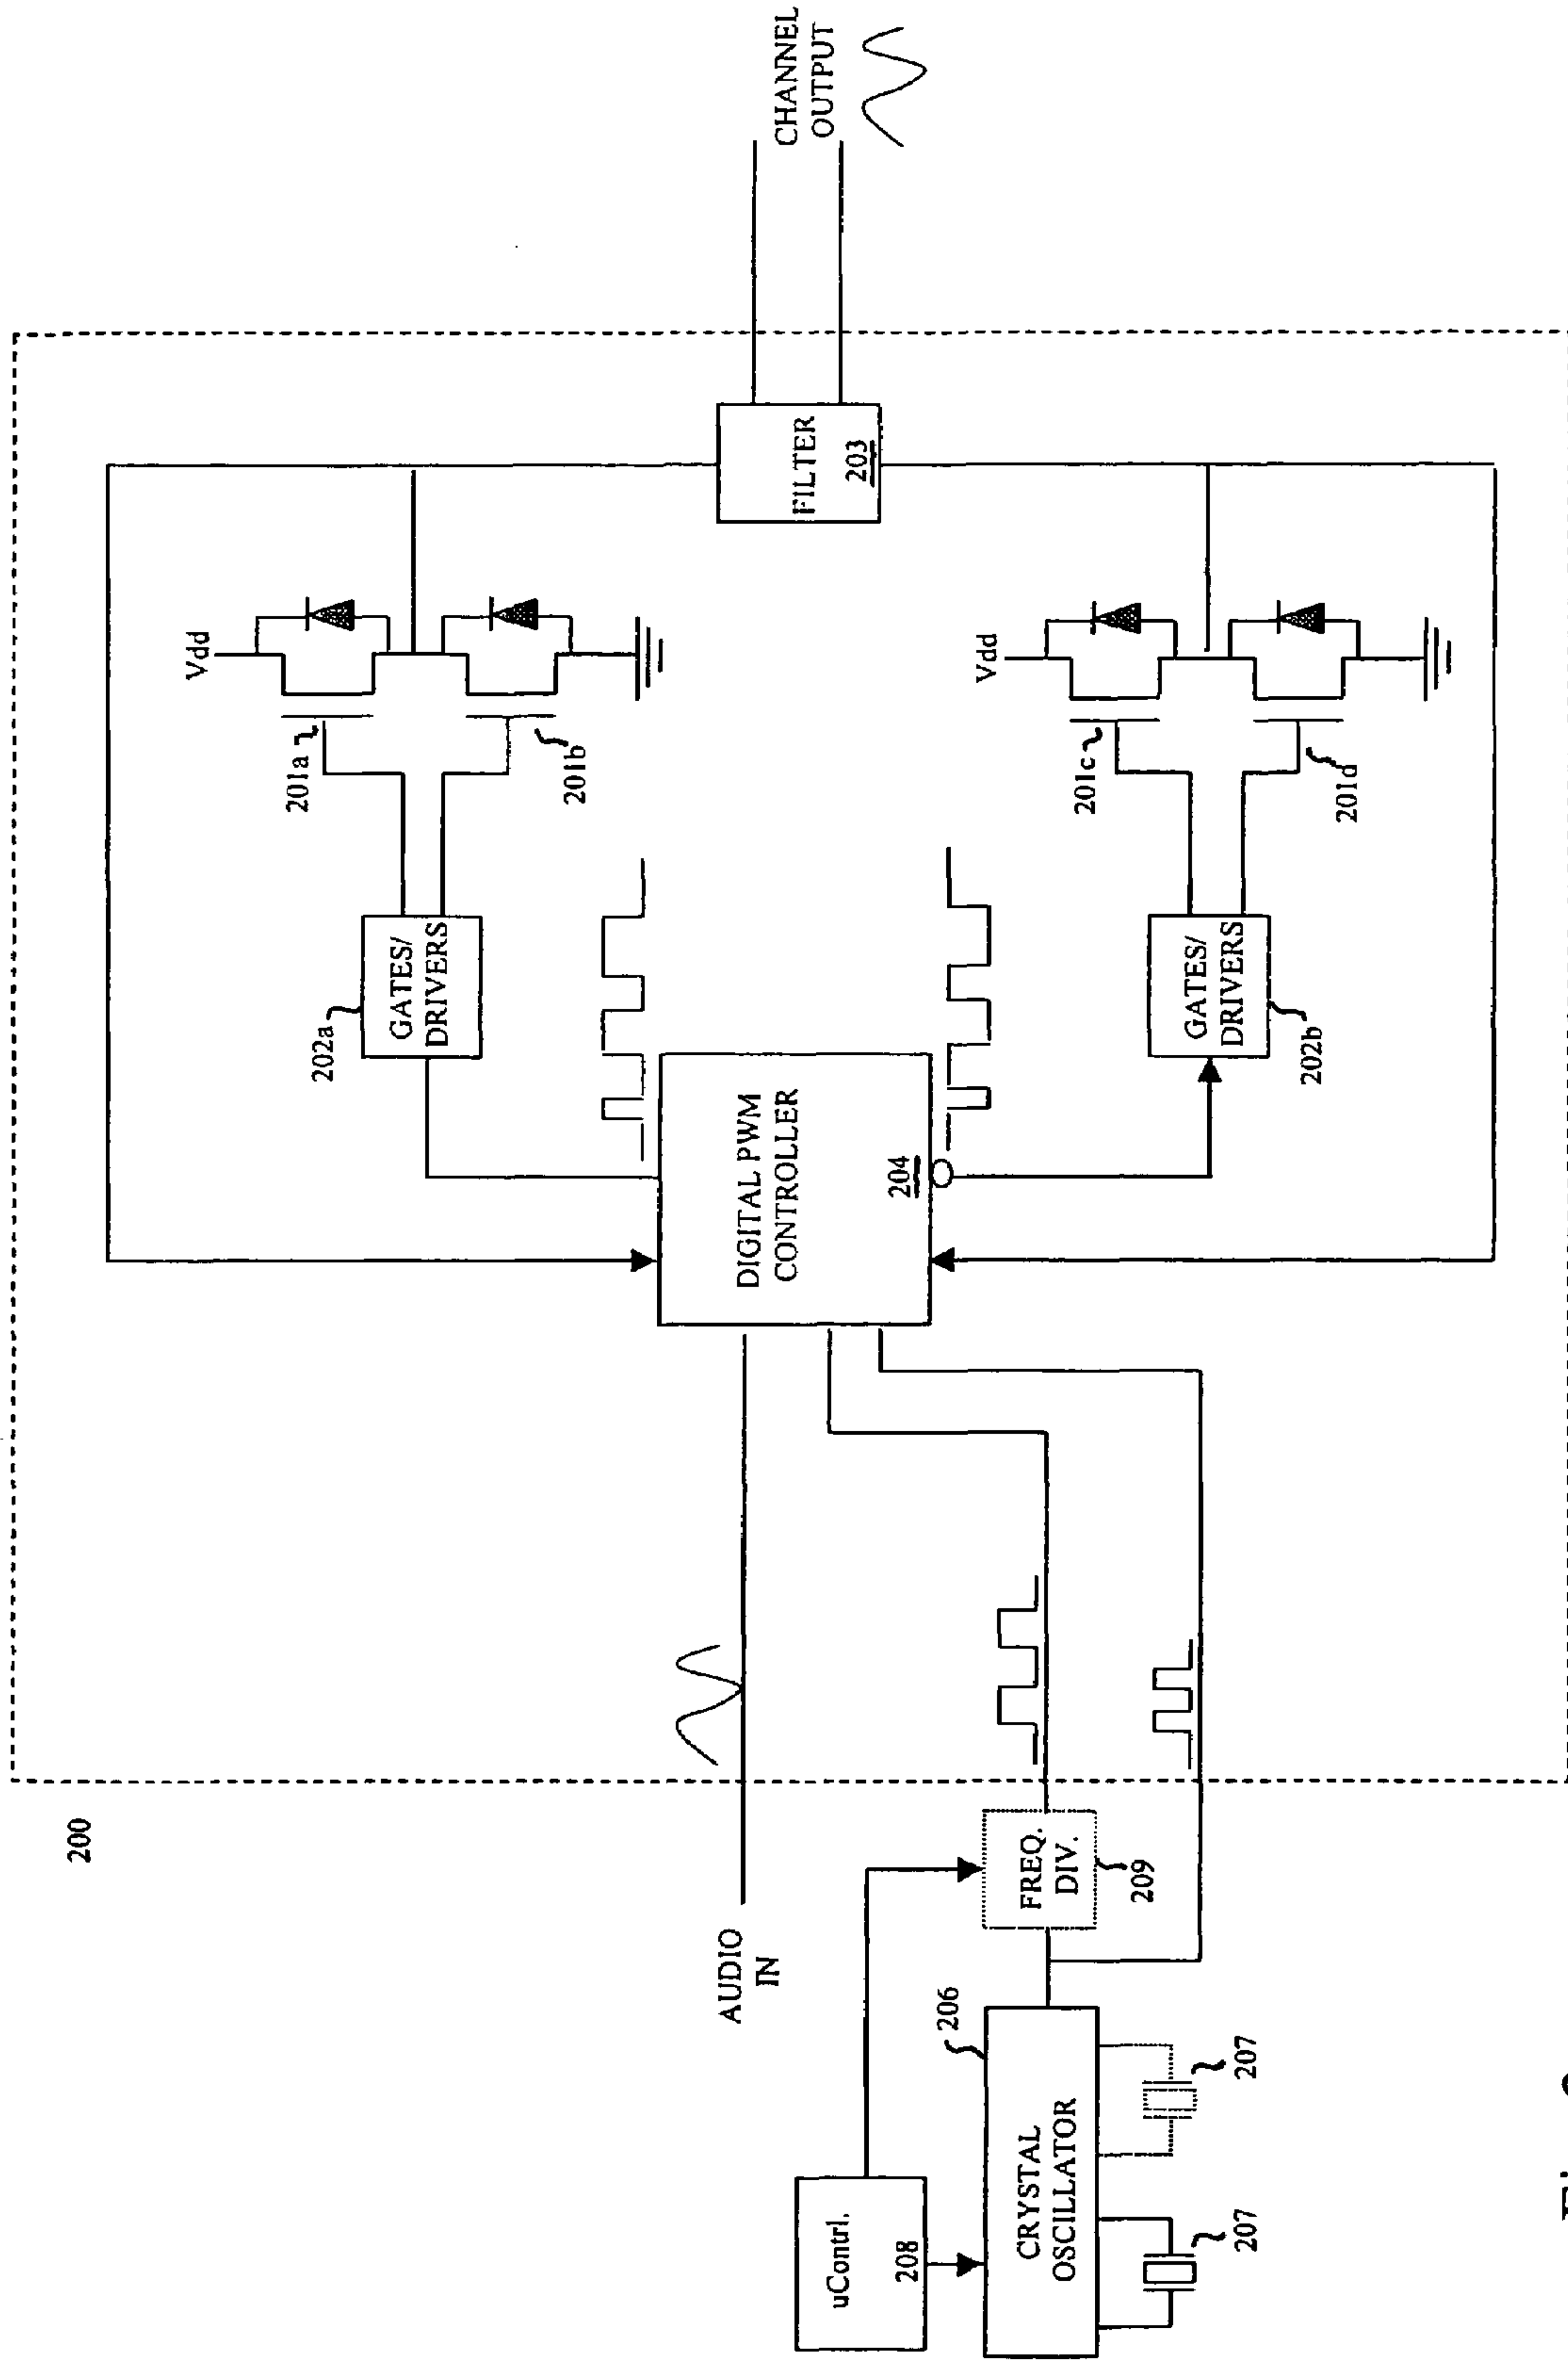 200
Vdd
201a
201b
202a
GATES/
DRIVERS
CHANNEL
OUTPUT
FILTER
203
AUDIO
IN
DIGITAL PWM
CONTROLLER
204
Vdd
201c
201d
GATES/
DRIVERS
202b
uContrl.
208
FREQ.
DIV.
209
206
CRYSTAL
OSCILLATOR
207
207